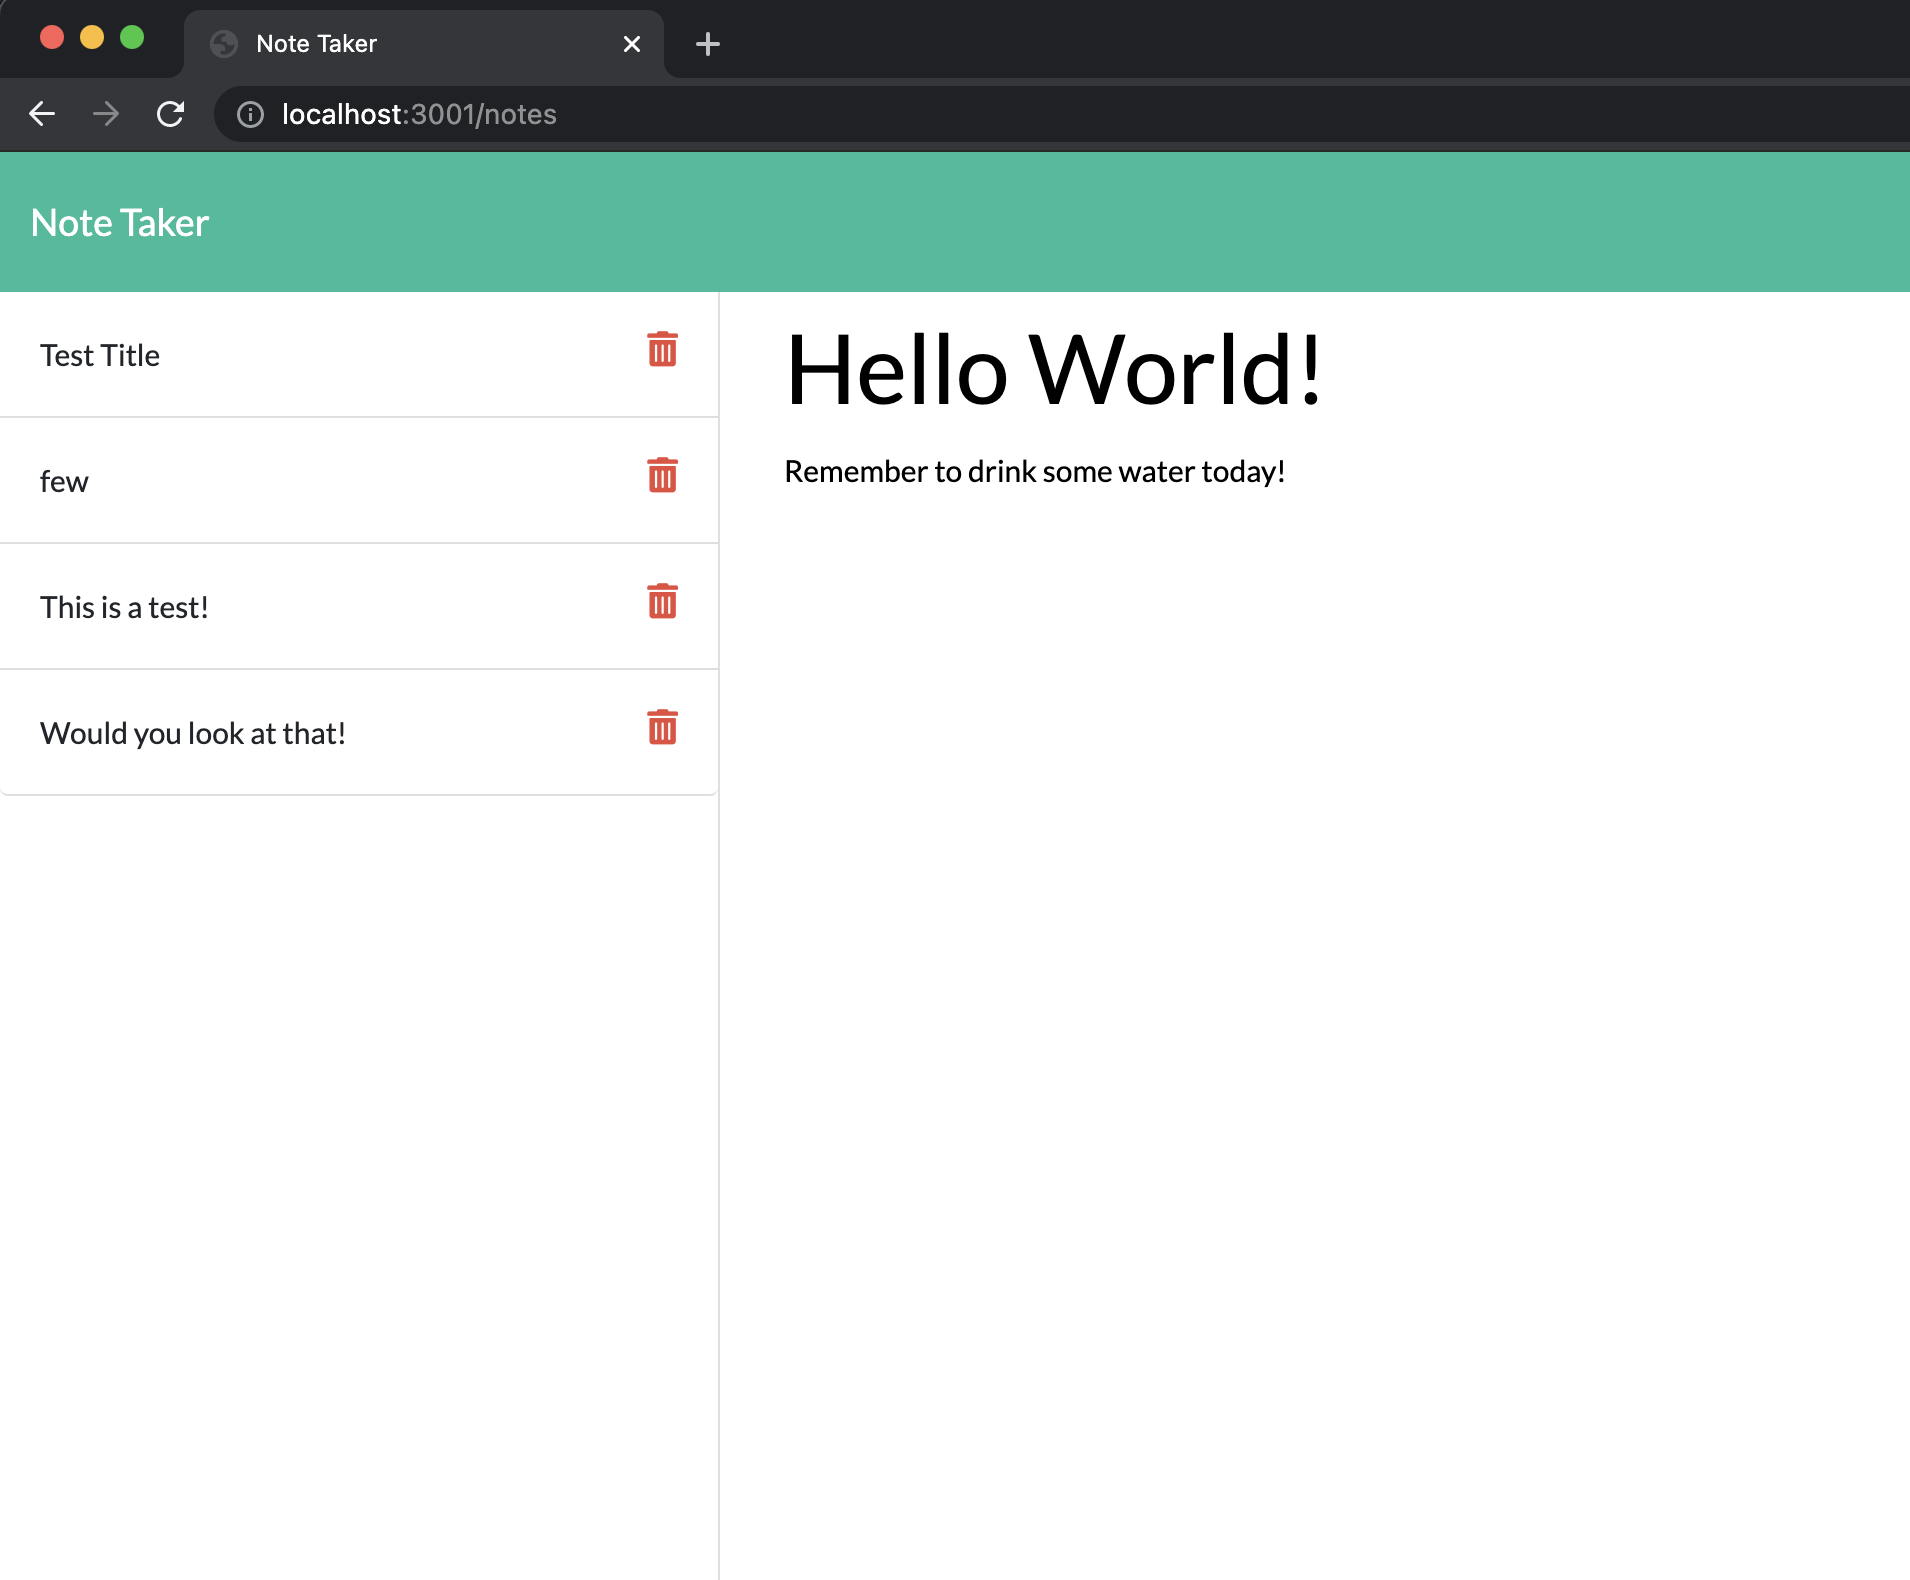 Note Taker
localhost:3001/notes
Note Taker
Test Title
few
This is a test!
Would you look at that!
Hello World!
Remember to drink some water today!